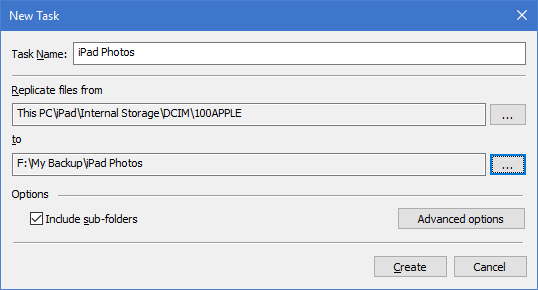 New Task
Task Name: iPad Photos
Replicate files from
This PC\iPad\Internal Storage\DCIM\100APPLE ...
to
F:\My Backup\iPad Photos ...
Options
Include sub-folders Advanced options
Create Cancel